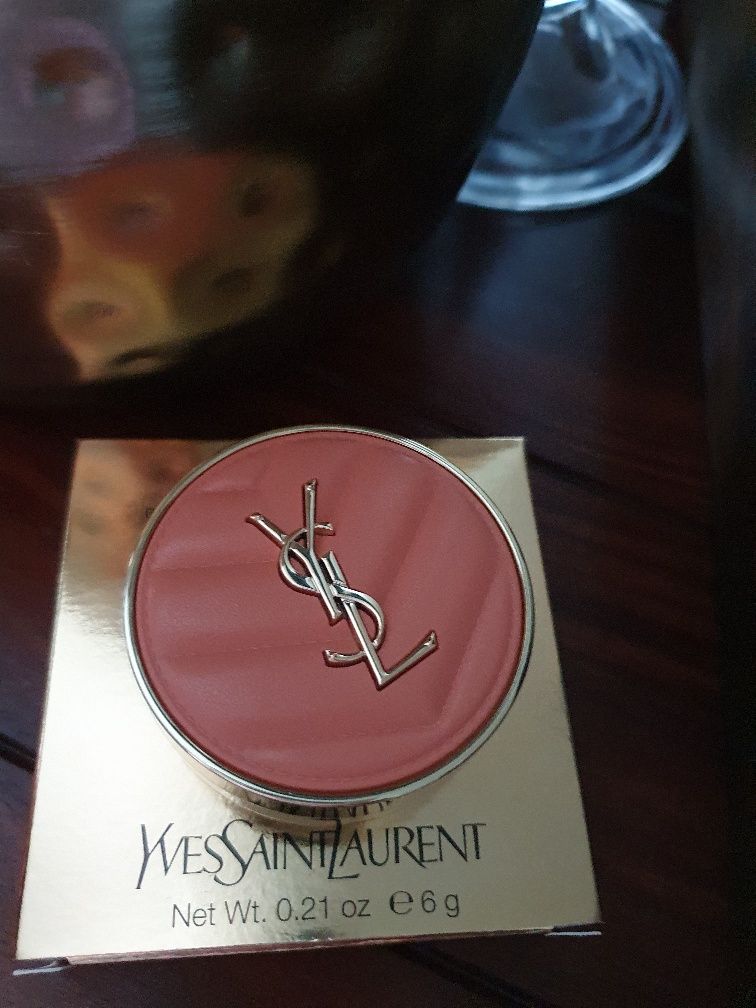 YSL
YVESSAINTLAURENT
Net Wt. 0.21 oz e 6 g